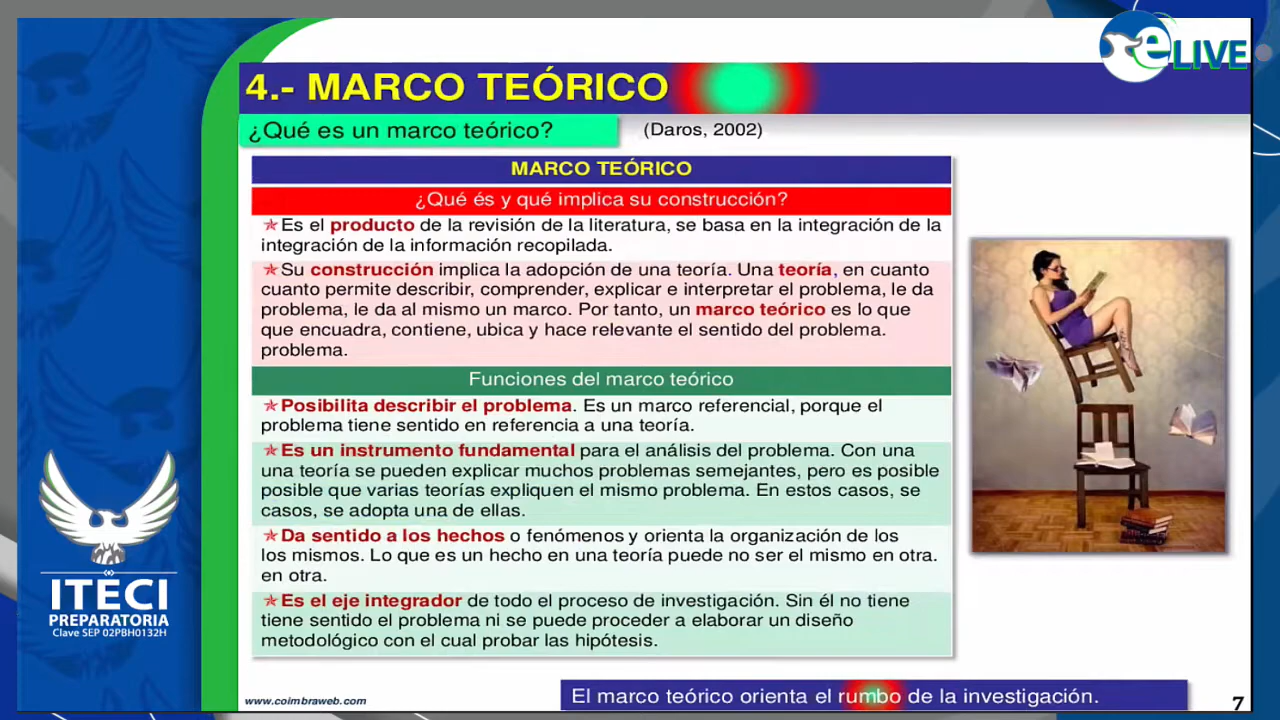 eLIVE
4.- MARCO TEÓRICO
¿Qué es un marco teórico?
(Daros, 2002)
MARCO TEÓRICO
¿Qué és y qué implica su construcción?
✯Es el producto de la revisión de la literatura, se basa en la integración de la
integración de la información recopilada.
✯Su construcción implica la adopción de una teoría. Una teoría, en cuanto
cuanto permite describir, comprender, explicar e interpretar el problema, le da
problema, le da al mismo un marco. Por tanto, un marco teórico es lo que
que encuadra, contiene, ubica y hace relevante el sentido del problema.
problema.
Funciones del marco teórico
✯Posibilita describir el problema. Es un marco referencial, porque el
problema tiene sentido en referencia a una teoría.
✯Es un instrumento fundamental para el análisis del problema. Con una
una teoría se pueden explicar muchos problemas semejantes, pero es posible
posible que varias teorías expliquen el mismo problema. En estos casos, se
casos, se adopta una de ellas.
✯Da sentido a los hechos o fenómenos y orienta la organización de los
los mismos. Lo que es un hecho en una teoría puede no ser el mismo en otra.
en otra.
✯Es el eje integrador de todo el proceso de investigación. Sin él no tiene
tiene sentido el problema ni se puede proceder a elaborar un diseño
metodológico con el cual probar las hipótesis.
ITECI
PREPARATORIA
Clave SEP 02PBH0132H
www.coimbraweb.com
El marco teórico orienta el rumbo de la investigación.
7